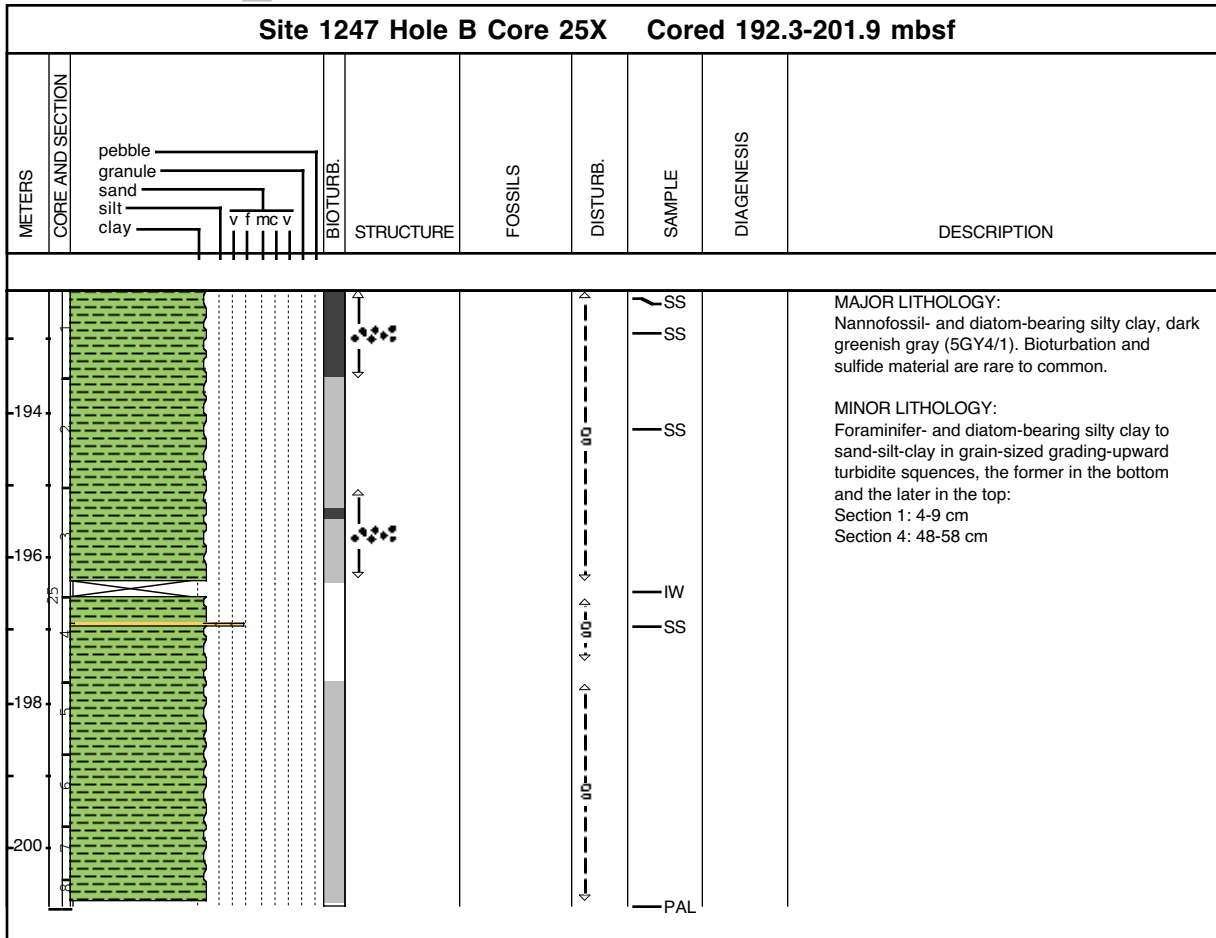 Site 1247 Hole B Core 25X Cored 192.3-201.9 mbsf
METERS
CORE AND SECTION
pebble
granule
sand
silt
clay
v f mc v
BIOTURB.
STRUCTURE
FOSSILS
DISTURB.
SAMPLE
DIAGENESIS
DESCRIPTION
194
196
198
200
25
1
2
3
4
5
6
7
8
SS
SS
SS
IW
SS
PAL
MAJOR LITHOLOGY:
Nannofossil- and diatom-bearing silty clay, dark
greenish gray (5GY4/1). Bioturbation and
sulfide material are rare to common.
MINOR LITHOLOGY:
Foraminifer- and diatom-bearing silty clay to
sand-silt-clay in grain-sized grading-upward
turbidite squences, the former in the bottom
and the later in the top:
Section 1: 4-9 cm
Section 4: 48-58 cm